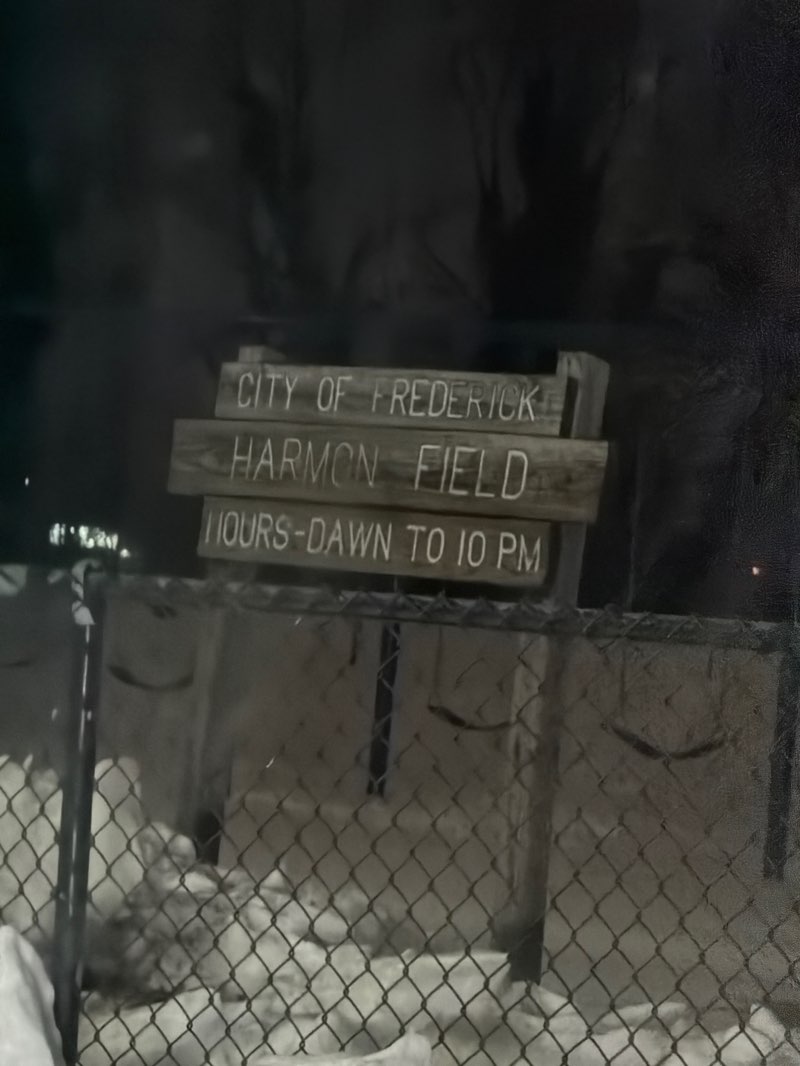 CITY OF FREDERICK
HARMON FIELD
HOURS-DAWN TO 10 PM